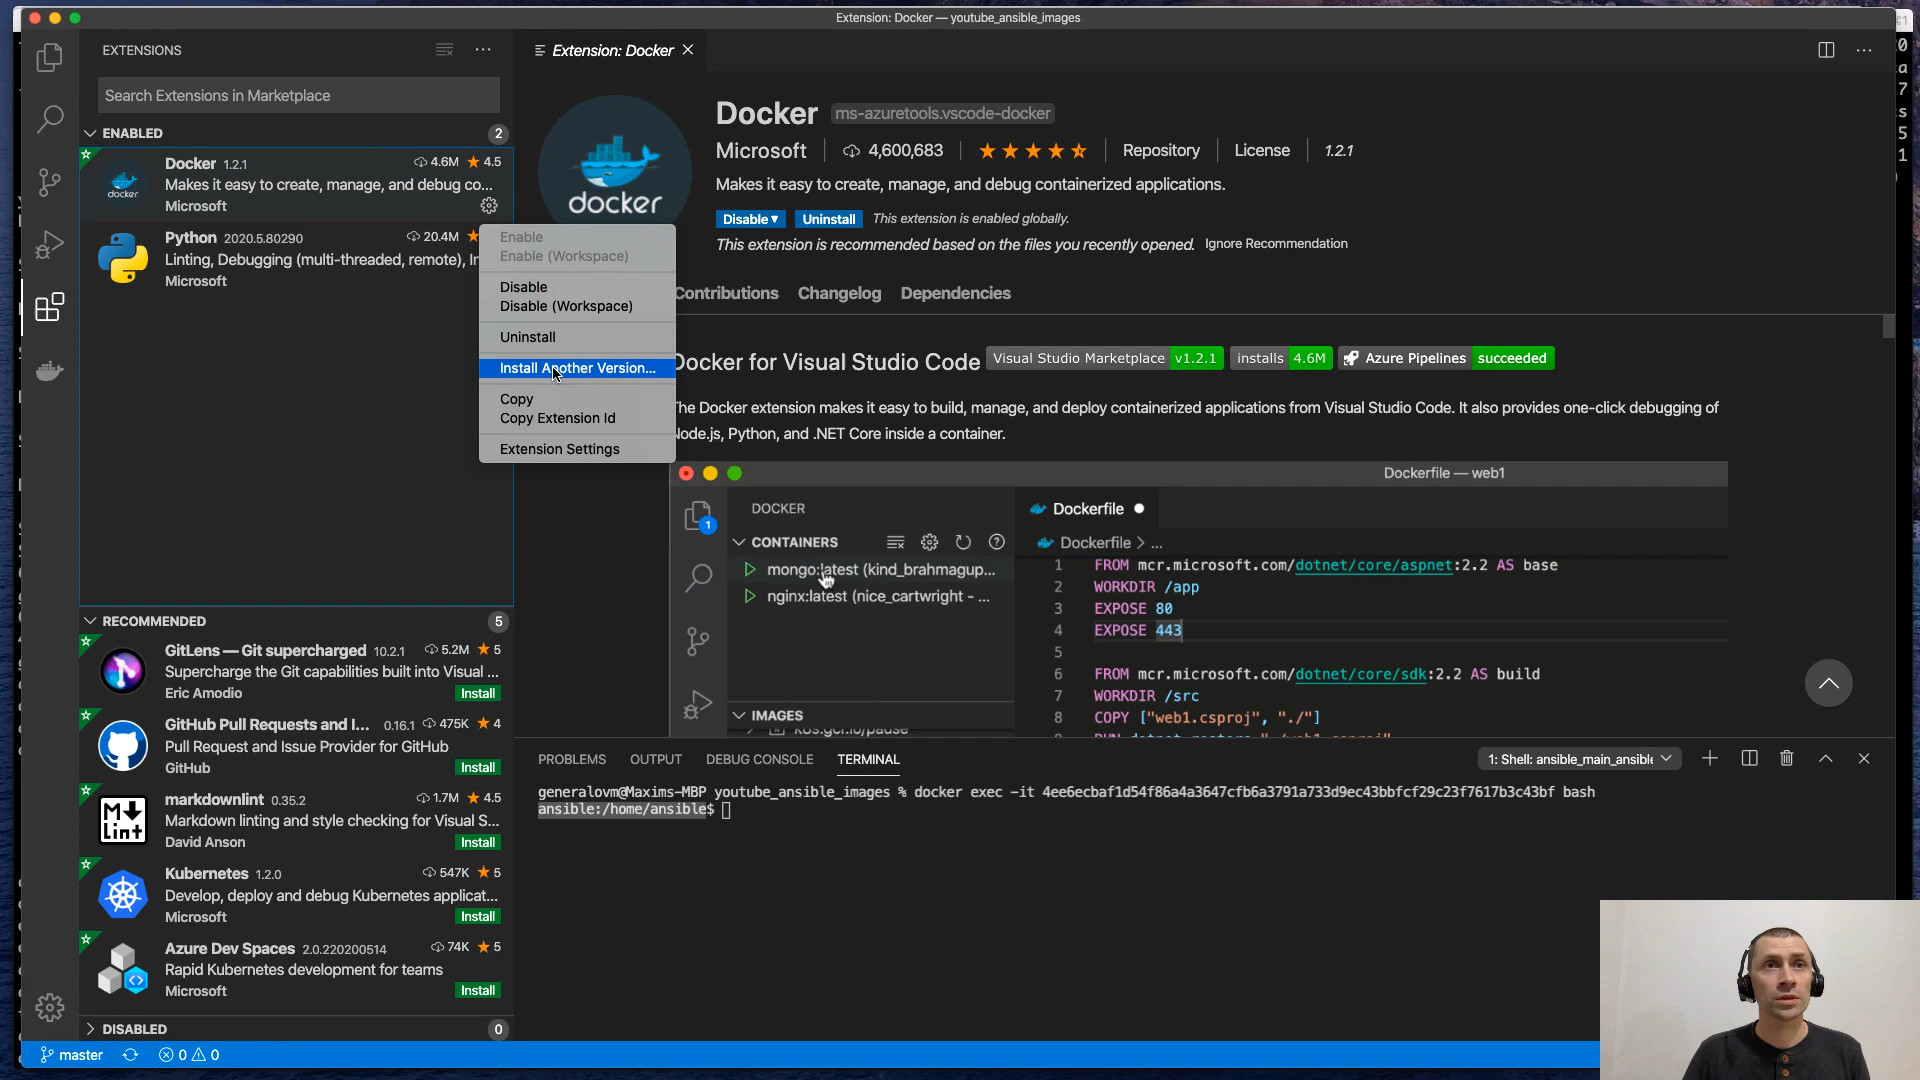 Extension: Docker — youtube_ansible_images
EXTENSIONS
Search Extensions in Marketplace
ENABLED
2
Docker 1.2.1
4.6M ★ 4.5
Makes it easy to create, manage, and debug co...
Microsoft
Python 2020.5.80290
20.4M ★
Linting, Debugging (multi-threaded, remote), In
Microsoft
Enable
Enable (Workspace)
Disable
Disable (Workspace)
Uninstall
Install Another Version...
Copy
Copy Extension Id
Extension Settings
RECOMMENDED
5
GitLens — Git supercharged 10.2.1
5.2M ★ 5
Supercharge the Git capabilities built into Visual ...
Eric Amodio
Install
GitHub Pull Requests and I... 0.16.1
475K ★ 4
Pull Request and Issue Provider for GitHub
GitHub
Install
markdownlint 0.35.2
1.7M ★ 4.5
Markdown linting and style checking for Visual S...
David Anson
Install
M
lint
Kubernetes 1.2.0
547K ★ 5
Develop, deploy and debug Kubernetes applicat...
Microsoft
Install
Azure Dev Spaces 2.0.220200514
74K ★ 5
Rapid Kubernetes development for teams
Microsoft
Install
DISABLED
0
master
0 0
Extension: Docker
docker
docker
Docker ms-azuretools.vscode-docker
Microsoft 4,600,683 Repository License 1.2.1
Makes it easy to create, manage, and debug containerized applications.
Disable Uninstall This extension is enabled globally.
This extension is recommended based on the files you recently opened. Ignore Recommendation
Contributions Changelog Dependencies
Docker for Visual Studio Code Visual Studio Marketplace v1.2.1 installs 4.6M Azure Pipelines succeeded
The Docker extension makes it easy to build, manage, and deploy containerized applications from Visual Studio Code. It also provides one-click debugging of
Node.js, Python, and .NET Core inside a container.
Dockerfile — web1
1
DOCKER
CONTAINERS
mongo:latest (kind_brahmagup...
nginx:latest (nice_cartwright - ...
IMAGES
k8s.gcr.io/pause
Dockerfile
Dockerfile > ...
1 FROM mcr.microsoft.com/dotnet/core/aspnet:2.2 AS base
2 WORKDIR /app
3 EXPOSE 80
4 EXPOSE 443
5
6 FROM mcr.microsoft.com/dotnet/core/sdk:2.2 AS build
7 WORKDIR /src
8 COPY ["web1.csproj", "./"]
PROBLEMS OUTPUT DEBUG CONSOLE TERMINAL
1: Shell: ansible_main_ansible
generalovm@Maxims-MBP youtube_ansible_images % docker exec -it 4ee6ecbaf1d54f86a4a3647cfb6a3791a733d9ec43bbfcf29c23f7617b3c43bf bash
ansible:/home/ansible$